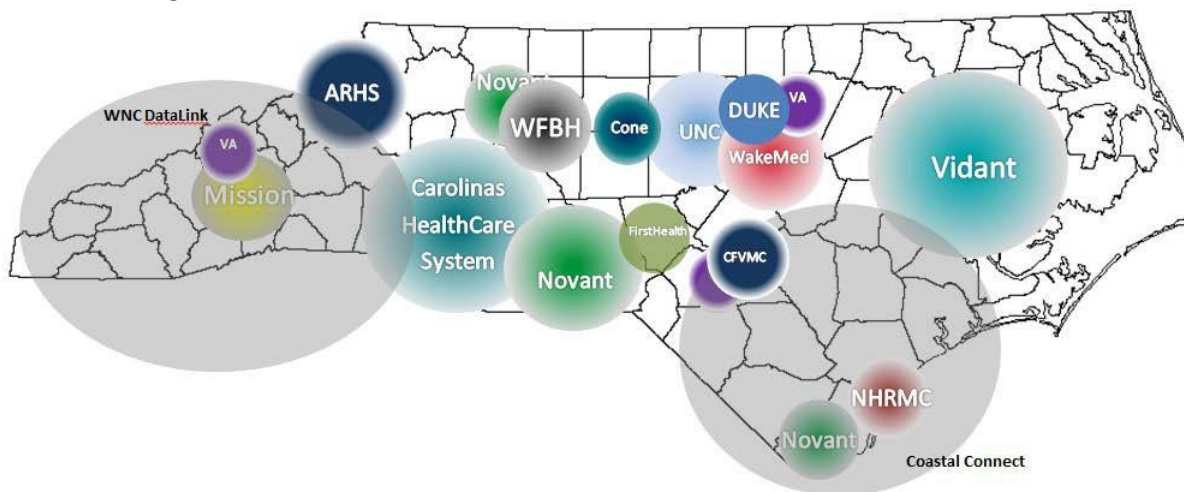 ARHS
WNC DataLink
VA
Mission
Novant
WFBH
Cone
UNC
DUKE
VA
WakeMed
Vidant
Carolinas
HealthCare
System
Novant
FirstHealth
CFVMC
NHRMC
Novant
Coastal Connect